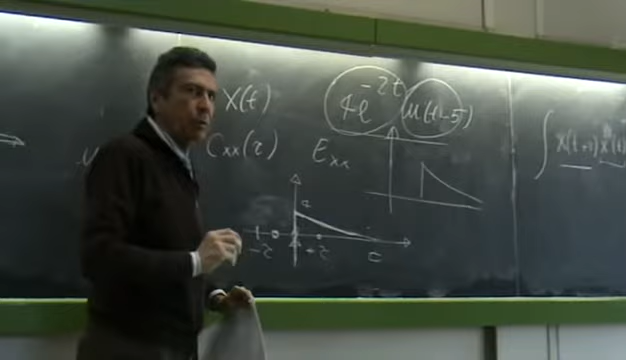 X(t)
4e^{-2t} u(t-5)
Cxx(τ)
Exx
∫ x(t+τ) x*(t)
a
-τ
+τ